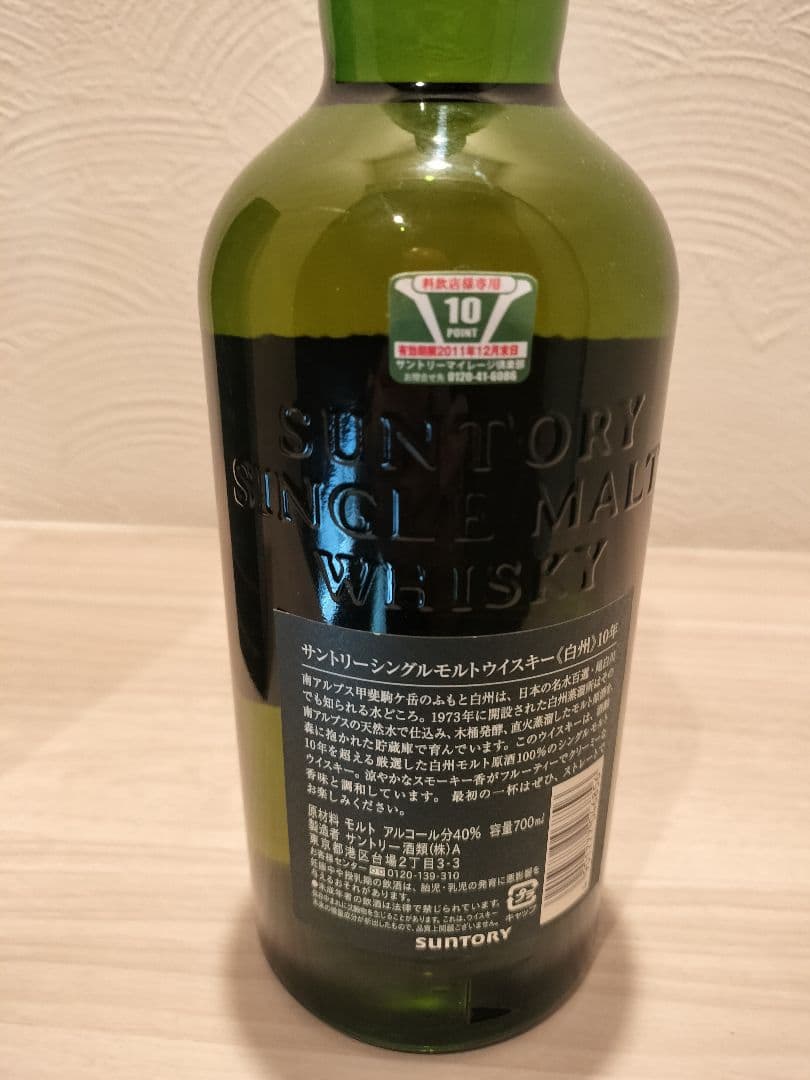 料飲店様専用
10
POINT
有効期限2011年12月末日
サントリーマイレージ倶楽部
お問合せ先 0120-41-6086
SUNTORY
SINGLE MALT
WHISKY
サントリーシングルモルトウイスキー《白州》10年
南アルプス甲斐駒ケ岳のふもと白州は、日本の名水百選・尾白川
でも知られる水どころ。1973年に開設された白州蒸溜所はその
南アルプスの天然水で仕込み、木桶発酵、直火蒸溜したモルト原酒を、
森に抱かれた貯蔵庫で育んでいます。このウイスキーは、
10年を超える厳選した白州モルト原酒100%のシングルモルト
ウイスキー。涼やかなスモーキー香がフルーティーでクリーンな
香味と調和しています。最初の一杯はぜひ、ストレートで
お楽しみください。
原材料 モルト アルコール分40% 容量700ml
製造者 サントリー酒類(株)A
東京都港区台場2丁目3-3
お客様センター 0120-139-310
妊娠中や授乳期の飲酒は、胎児・乳児の発育に悪影響を
与えるおそれがあります。
●未成年者の飲酒は法律で禁じられています。
キャップ
SUNTORY